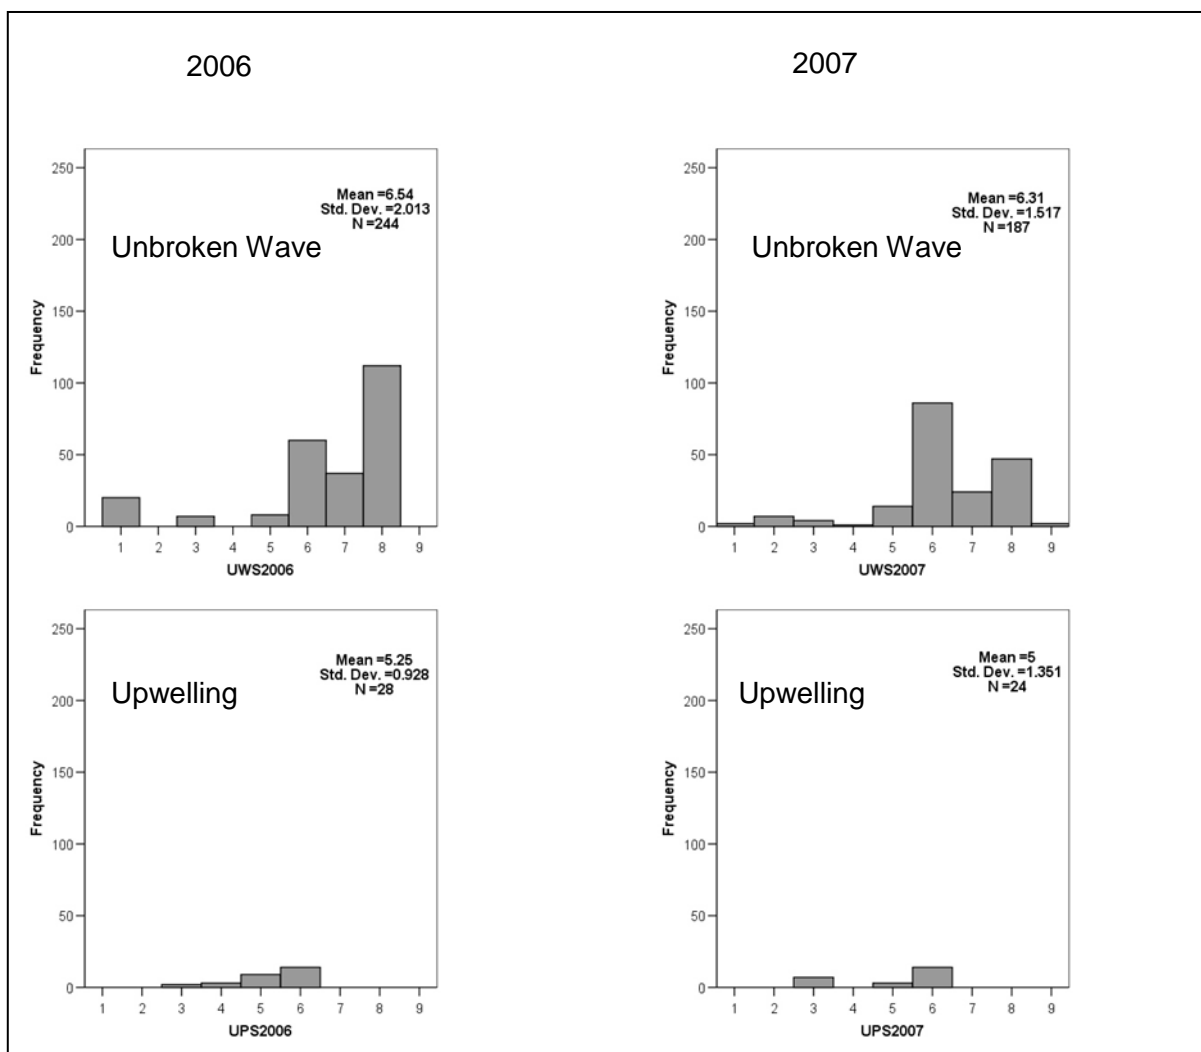 2006
2007
250
200
150
100
50
0
Frequency
Mean =6.54
Std. Dev. =2.013
N =244
Unbroken Wave
1 2 3 4 5 6 7 8 9
UWS2006
250
200
150
100
50
0
Frequency
Mean =6.31
Std. Dev. =1.517
N =187
Unbroken Wave
1 2 3 4 5 6 7 8 9
UWS2007
250
200
150
100
50
0
Frequency
Mean =5.25
Std. Dev. =0.928
N =28
Upwelling
1 2 3 4 5 6 7 8 9
UPS2006
250
200
150
100
50
0
Frequency
Mean =5
Std. Dev. =1.351
N =24
Upwelling
1 2 3 4 5 6 7 8 9
UPS2007